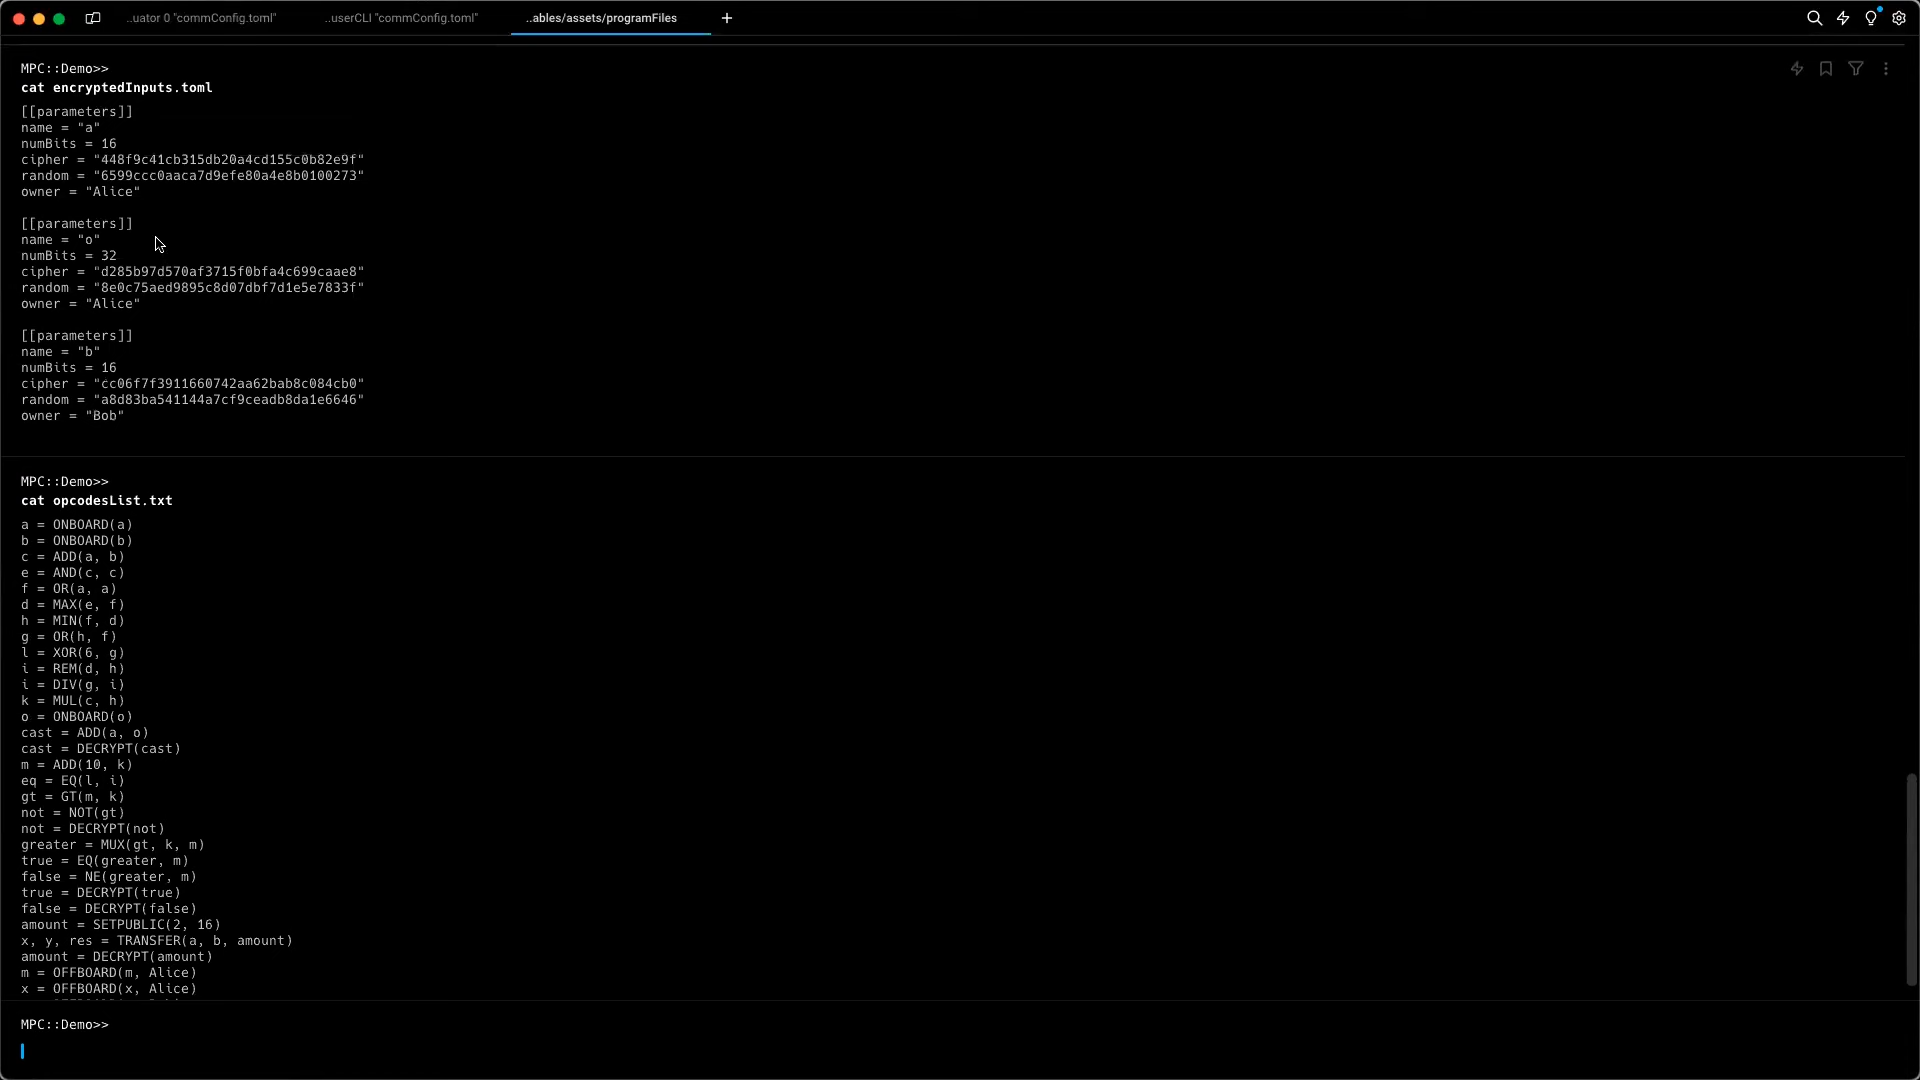 ..uator 0 "commConfig.toml"
..userCLI "commConfig.toml"
..ables/assets/programFiles
MPC::Demo>>
cat encryptedInputs.toml
[[parameters]]
name = "a"
numBits = 16
cipher = "448f9c41cb315db20a4cd155c0b82e9f"
random = "6599ccc0aaca7d9efe80a4e8b0100273"
owner = "Alice"
[[parameters]]
name = "o"
numBits = 32
cipher = "d285b97d570af3715f0bfa4c699caae8"
random = "8e0c75aed9895c8d07dbf7d1e5e7833f"
owner = "Alice"
[[parameters]]
name = "b"
numBits = 16
cipher = "cc06f7f3911660742aa62bab8c084cb0"
random = "a8d83ba541144a7cf9ceadb8da1e6646"
owner = "Bob"
MPC::Demo>>
cat opcodesList.txt
a = ONBOARD(a)
b = ONBOARD(b)
c = ADD(a, b)
e = AND(c, c)
f = OR(a, a)
d = MAX(e, f)
h = MIN(f, d)
g = OR(h, f)
l = XOR(6, g)
i = REM(d, h)
i = DIV(g, i)
k = MUL(c, h)
o = ONBOARD(o)
cast = ADD(a, o)
cast = DECRYPT(cast)
m = ADD(10, k)
eq = EQ(l, i)
gt = GT(m, k)
not = NOT(gt)
not = DECRYPT(not)
greater = MUX(gt, k, m)
true = EQ(greater, m)
false = NE(greater, m)
true = DECRYPT(true)
false = DECRYPT(false)
amount = SETPUBLIC(2, 16)
x, y, res = TRANSFER(a, b, amount)
amount = DECRYPT(amount)
m = OFFBOARD(m, Alice)
x = OFFBOARD(x, Alice)
MPC::Demo>>